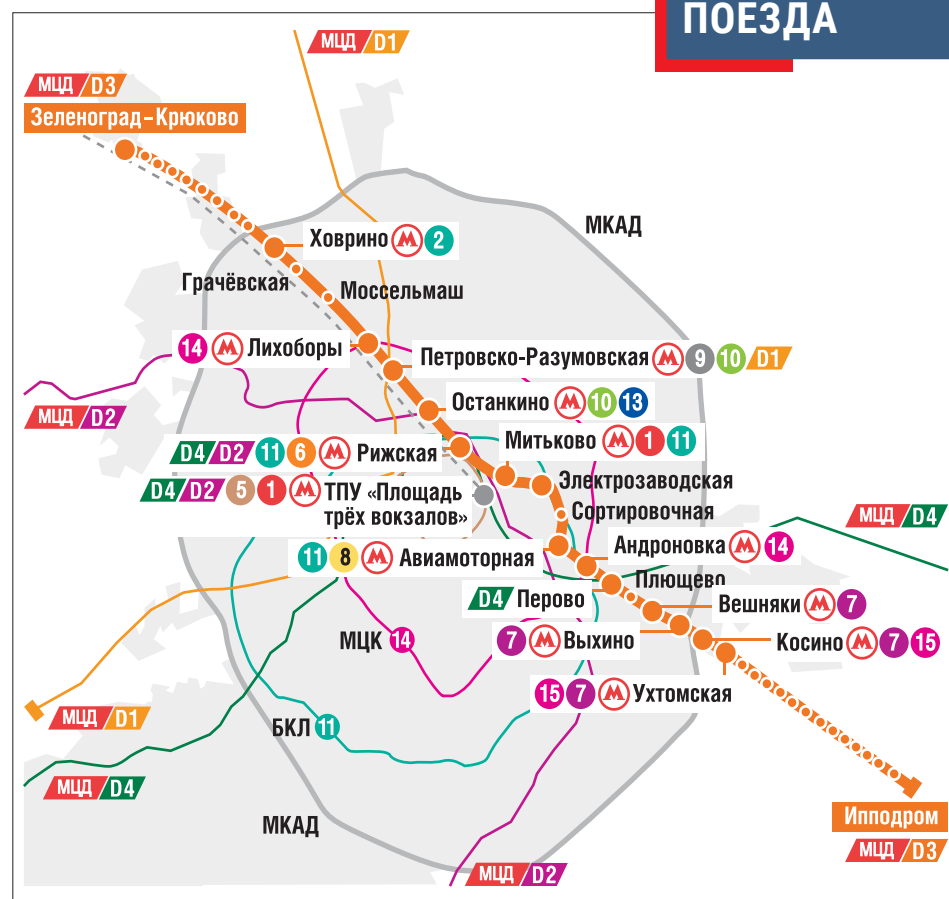 ПОЕЗДА
МЦД D1
МЦД D3
Зеленоград–Крюково
МКАД
Ховрино М 2
Грачёвская
Моссельмаш
14 М Лихоборы
Петровско-Разумовская М 9 10 D1
Останкино М 10 13
МЦД D2
Митьково М 1 11
D4 D2 11 6 М Рижская
Электрозаводская
D4 D2 5 1 М ТПУ «Площадь
трёх вокзалов»
Сортировочная
МЦД D4
Андроновка М 14
11 8 М Авиамоторная
Плющево
D4 Перово
Вешняки М 7
7 М Выхино
МЦК 14
Косино М 7 15
15 7 М Ухтомская
МЦД D1
БКЛ 11
МЦД D4
Ипподром
МКАД
МЦД D3
МЦД D2